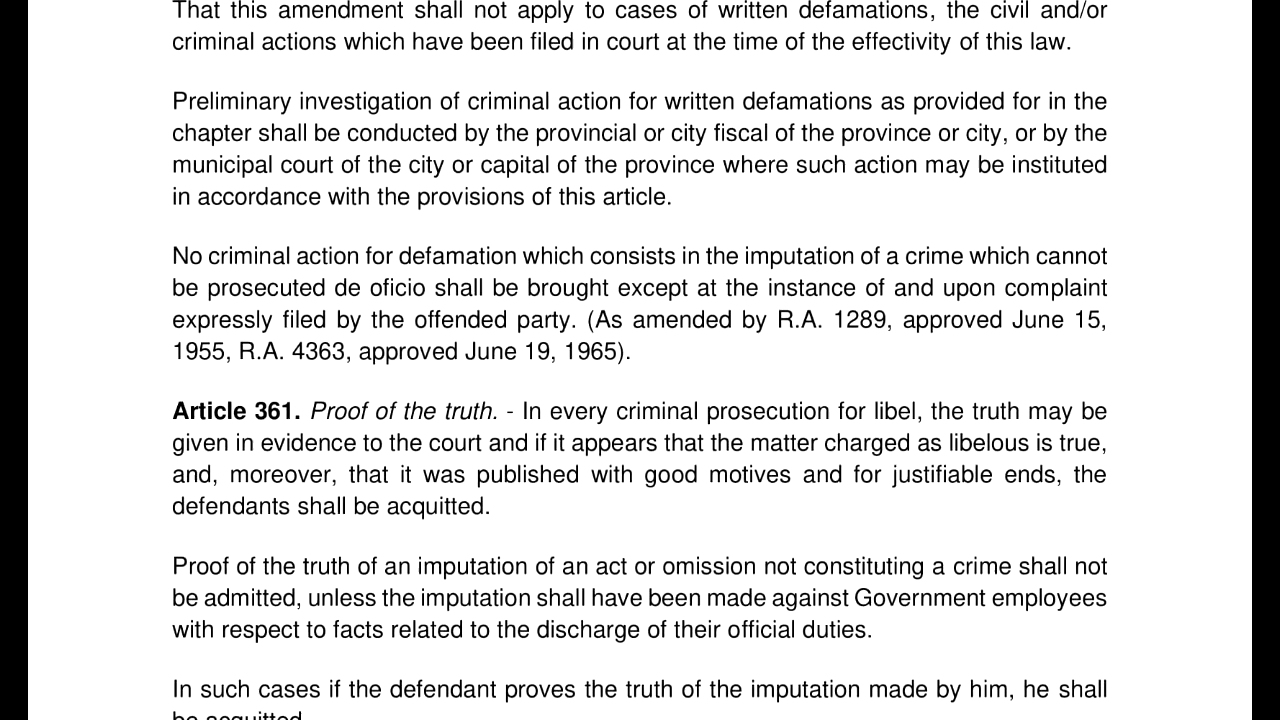 That this amendment shall not apply to cases of written defamations, the civil and/or
criminal actions which have been filed in court at the time of the effectivity of this law.
Preliminary investigation of criminal action for written defamations as provided for in the
chapter shall be conducted by the provincial or city fiscal of the province or city, or by the
municipal court of the city or capital of the province where such action may be instituted
in accordance with the provisions of this article.
No criminal action for defamation which consists in the imputation of a crime which cannot
be prosecuted de oficio shall be brought except at the instance of and upon complaint
expressly filed by the offended party. (As amended by R.A. 1289, approved June 15,
1955, R.A. 4363, approved June 19, 1965).
Article 361. Proof of the truth. - In every criminal prosecution for libel, the truth may be
given in evidence to the court and if it appears that the matter charged as libelous is true,
and, moreover, that it was published with good motives and for justifiable ends, the
defendants shall be acquitted.
Proof of the truth of an imputation of an act or omission not constituting a crime shall not
be admitted, unless the imputation shall have been made against Government employees
with respect to facts related to the discharge of their official duties.
In such cases if the defendant proves the truth of the imputation made by him, he shall
be acquitted.